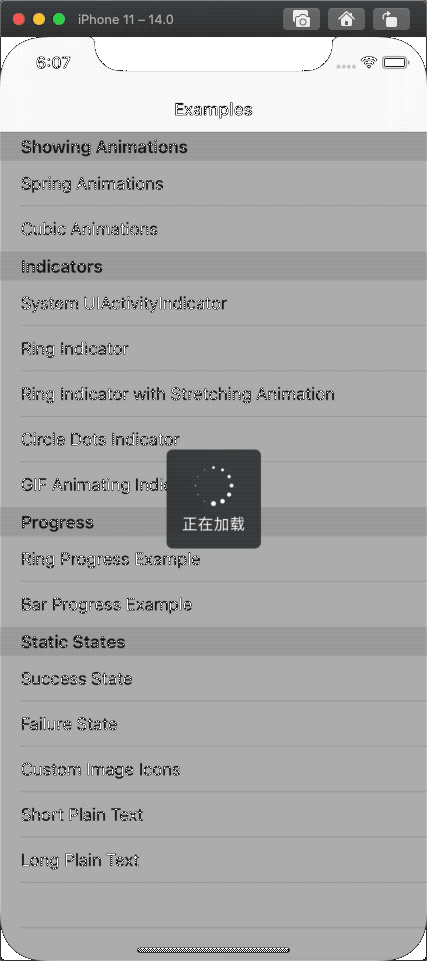 iPhone 11 – 14.0
6:07
Examples
Showing Animations
Spring Animations
Cubic Animations
Indicators
System UIActivityIndicator
Ring Indicator
Ring Indicator with Stretching Animation
Circle Dots Indicator
GIF Animating
正在加载
Progress
Ring Progress Example
Bar Progress Example
Static States
Success State
Failure State
Custom Image Icons
Short Plain Text
Long Plain Text